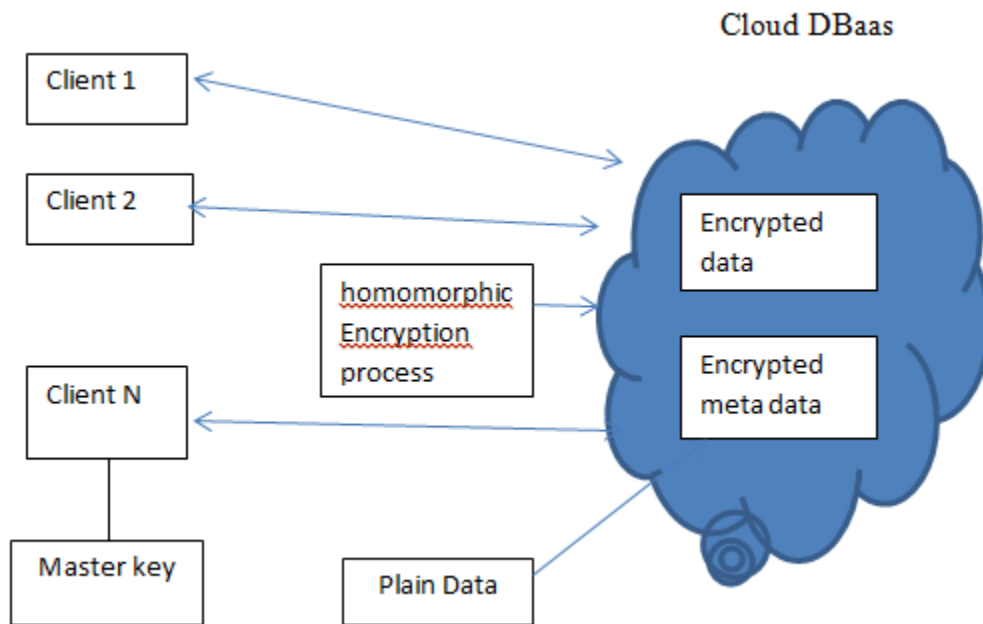 Cloud DBaas
Client 1
Client 2
Encrypted
data
homomorphic
Encryption
process
Client N
Encrypted
meta data
Master key
Plain Data